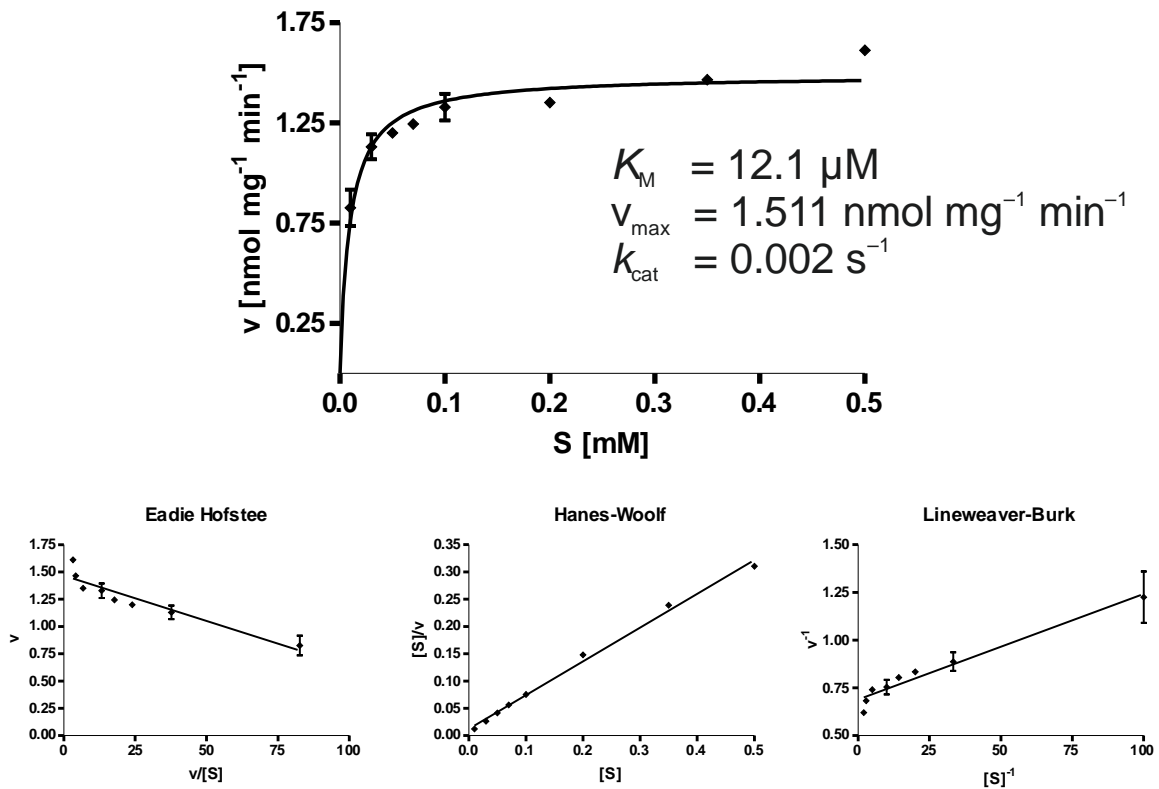 1.75
1.25
0.75
0.25
v [nmol mg⁻¹ min⁻¹]
K_M = 12.1 µM
v_max = 1.511 nmol mg⁻¹ min⁻¹
k_cat = 0.002 s⁻¹
0.0 0.1 0.2 0.3 0.4 0.5
S [mM]
Eadie Hofstee
1.75
1.50
1.25
1.00
0.75
0.50
0.25
0.00
v
0 25 50 75 100
v/[S]
Hanes-Woolf
0.35
0.30
0.25
0.20
0.15
0.10
0.05
0.00
[S]/v
0.0 0.1 0.2 0.3 0.4 0.5
[S]
Lineweaver-Burk
1.50
1.25
1.00
0.75
0.50
v⁻¹
0 25 50 75 100
[S]⁻¹